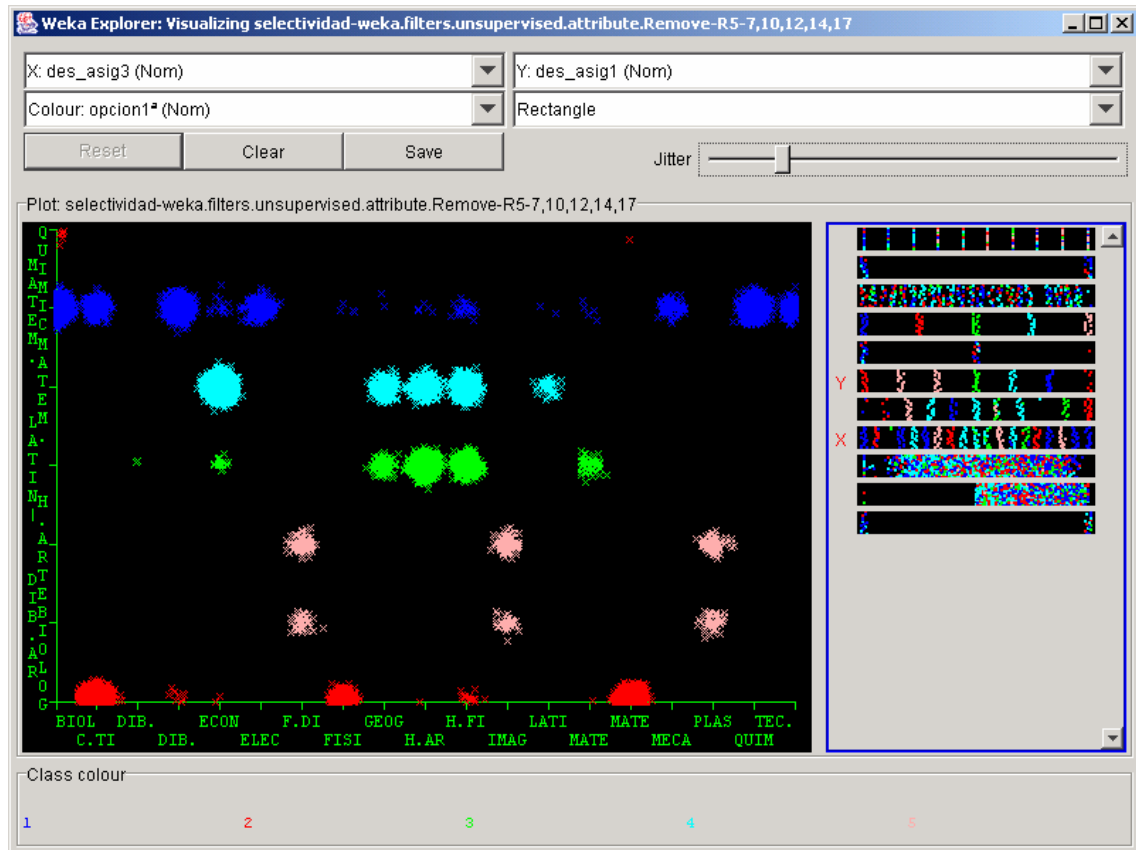 Weka Explorer: Visualizing selectividad-weka.filters.unsupervised.attribute.Remove-R5-7,10,12,14,17
X: des_asig3 (Nom)
Y: des_asig1 (Nom)
Colour: opcion1ª (Nom)
Rectangle
Reset
Clear
Save
Jitter
Plot: selectividad-weka.filters.unsupervised.attribute.Remove-R5-7,10,12,14,17
Y
X
BIOL DIB. ECON F.DI GEOG H.FI LATI MATE PLAS TEC.
C.TI DIB. ELEC FISI H.AR IMAG MATE MECA QUIM
Class colour
1 2 3 4 5